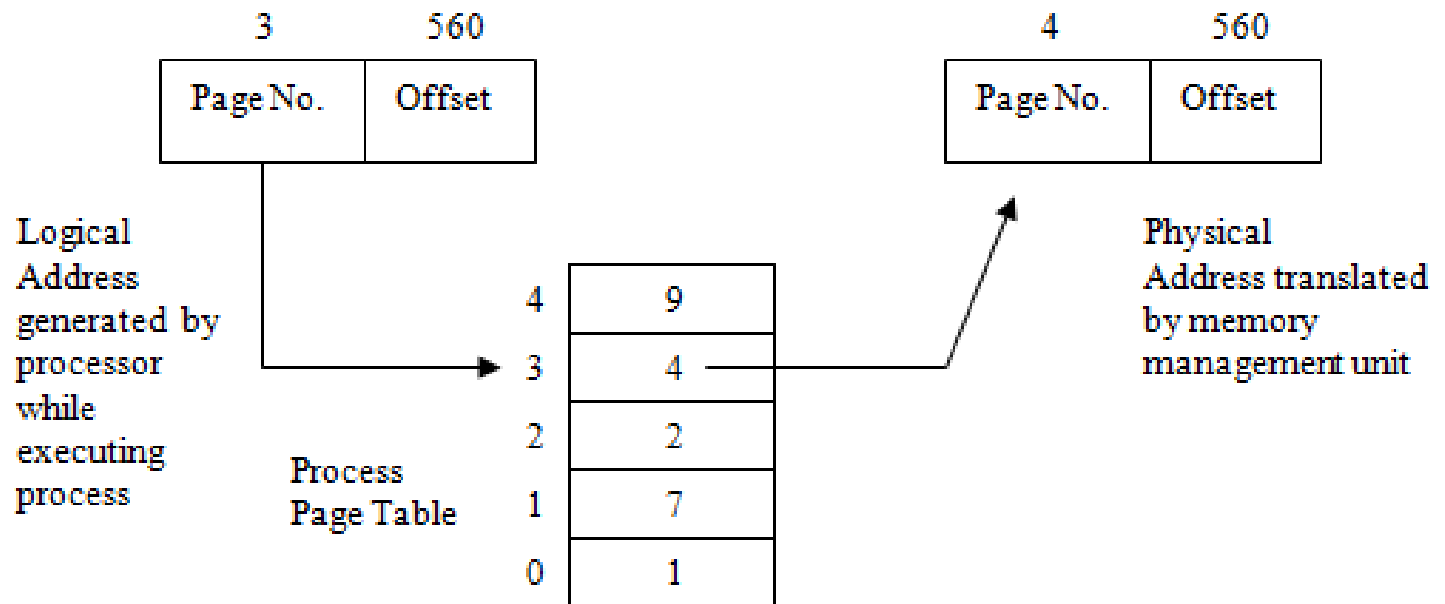 3 560
Page No. Offset
4 560
Page No. Offset
Logical
Address
generated by
processor
while
executing
process
Process
Page Table
4 9
3 4
2 2
1 7
0 1
Physical
Address translated
by memory
management unit